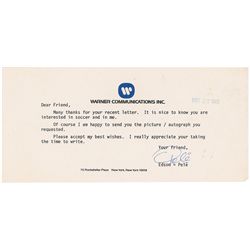 WARNER COMMUNICATIONS INC.
Dear Friend,
Many thanks for your recent letter. It is nice to know you are
interested in soccer and in me.
Of course I am happy to send you the picture / autograph you
requested.
Please accept my best wishes. I really appreciate your taking
the time to write.
Your friend,
Pelé
Edson = Pelé
75 Rockefeller Plaza New York, New York 10019